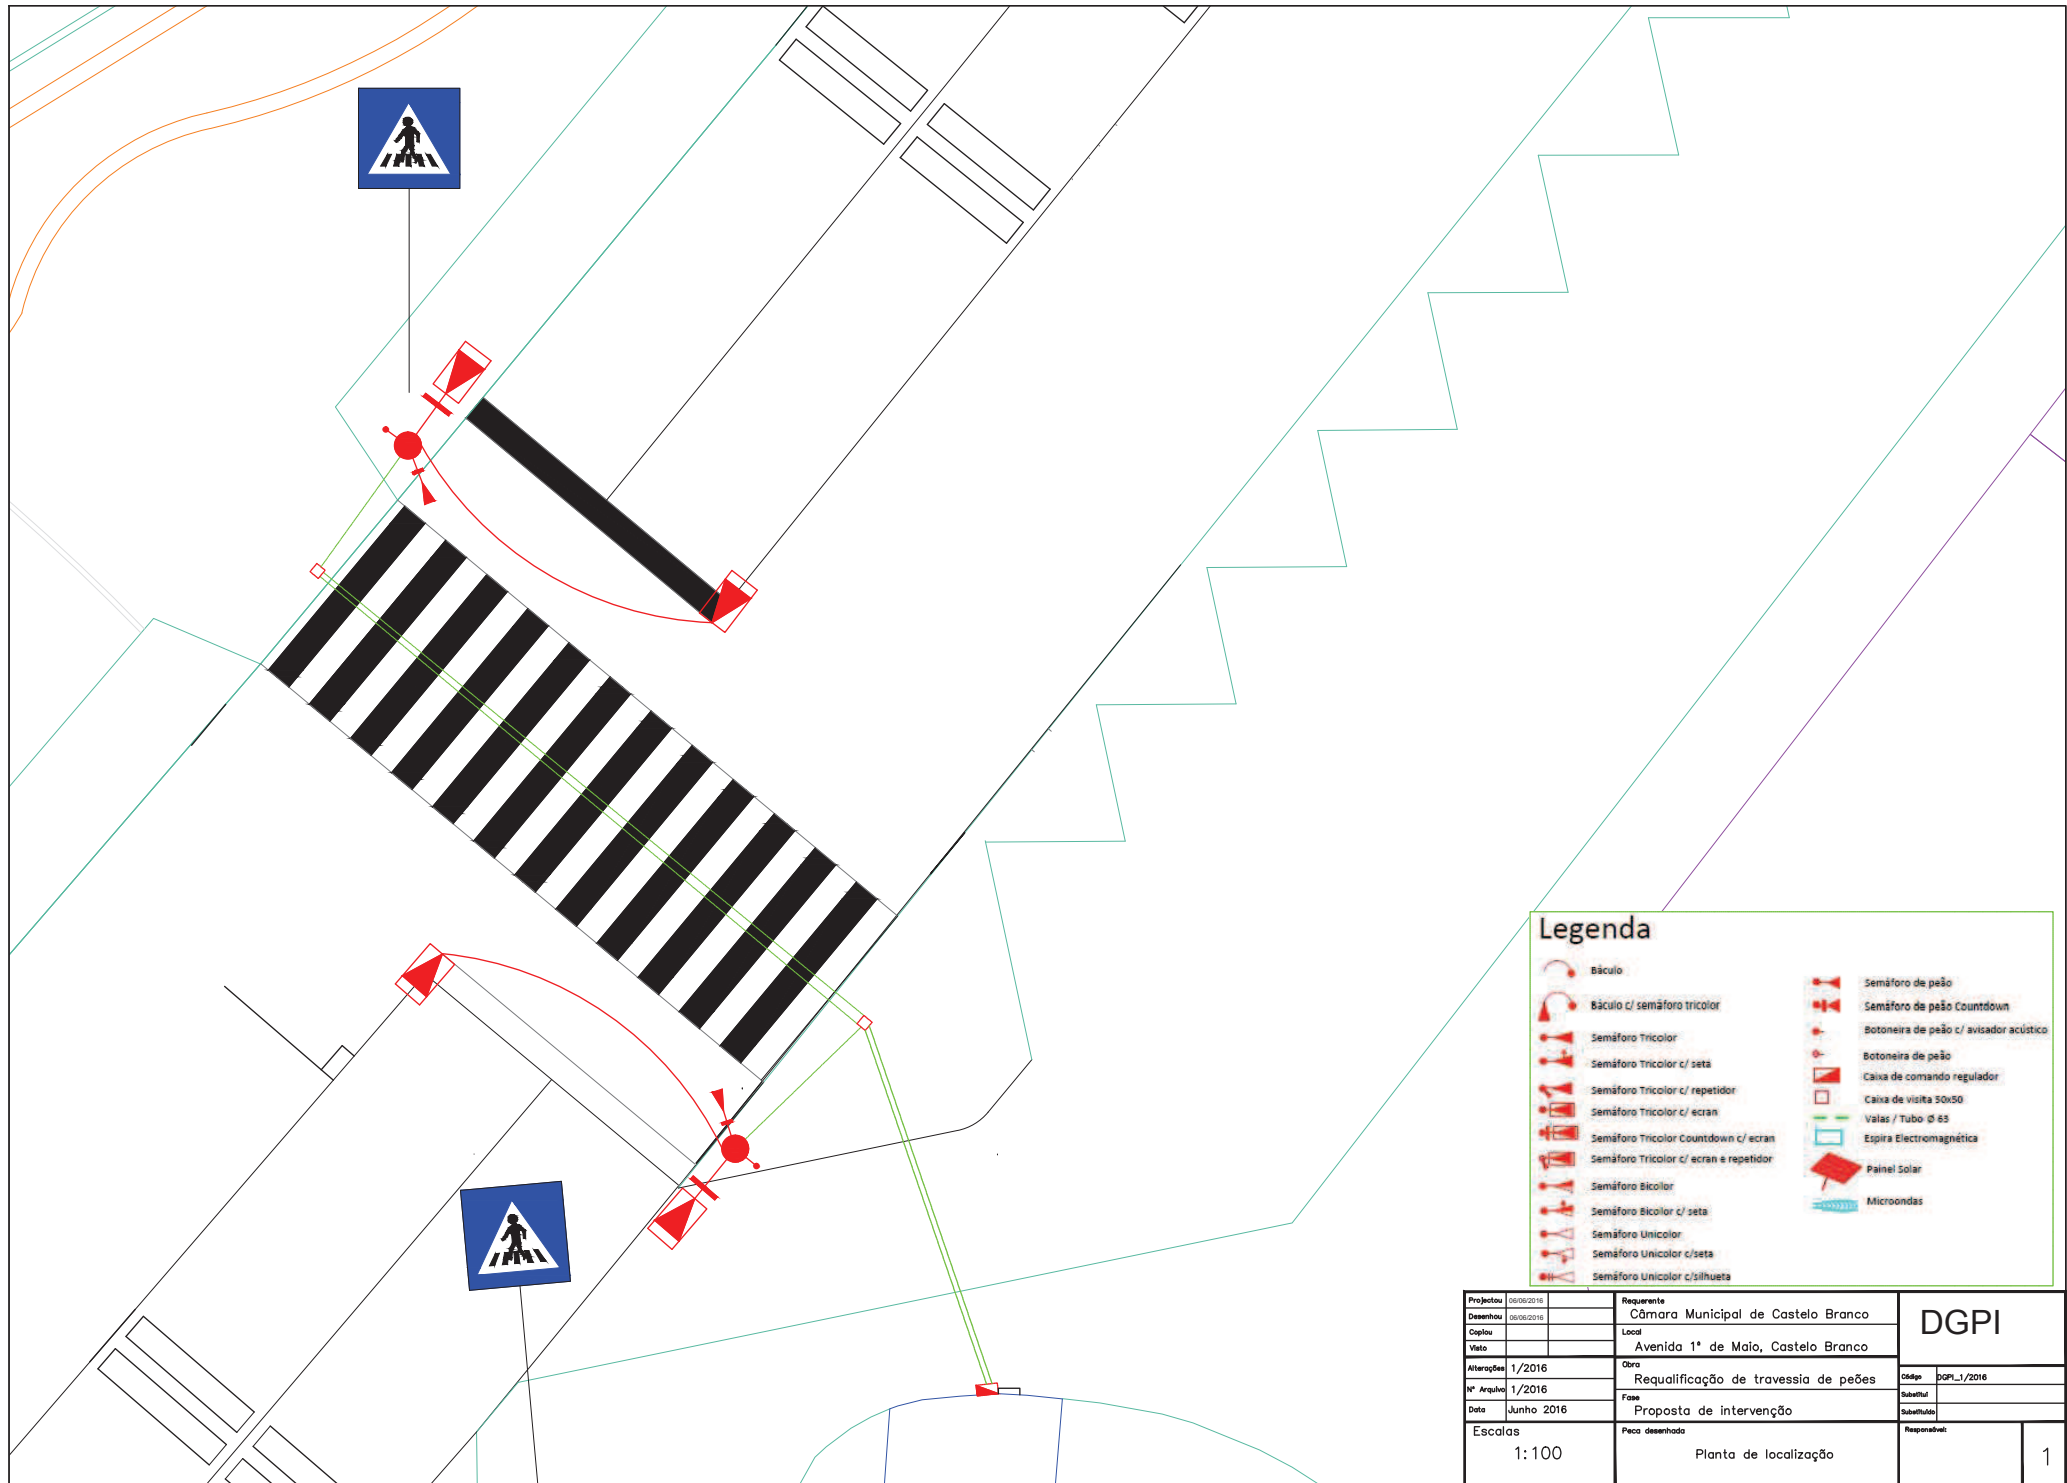 Legenda
Báculo
Báculo c/ semáforo tricolor
Semáforo Tricolor
Semáforo Tricolor c/ seta
Semáforo Tricolor c/ repetidor
Semáforo Tricolor c/ ecran
Semáforo Tricolor Countdown c/ ecran
Semáforo Tricolor c/ ecran e repetidor
Semáforo Bicolor
Semáforo Bicolor c/ seta
Semáforo Unicolor
Semáforo Unicolor c/seta
Semáforo Unicolor c/silhueta
Semáforo de peão
Semáforo de peão Countdown
Botoneira de peão c/ avisador acústico
Botoneira de peão
Caixa de comando regulador
Caixa de visita 50x50
Valas / Tubo Ø 63
Espira Electromagnética
Painel Solar
Microondas
Projectou 06/06/2016
Desenhou 06/06/2016
Copiou
Visto
Alterações 1/2016
Nº Arquivo 1/2016
Data Junho 2016
Escalas
1:100
Requerente
Câmara Municipal de Castelo Branco
Local
Avenida 1º de Maio, Castelo Branco
Obra
Requalificação de travessia de peões
Fase
Proposta de intervenção
Peca desenhada
Planta de localização
DGPI
Código DGPI_1/2016
Substitui
Substituido
Responsável:
1